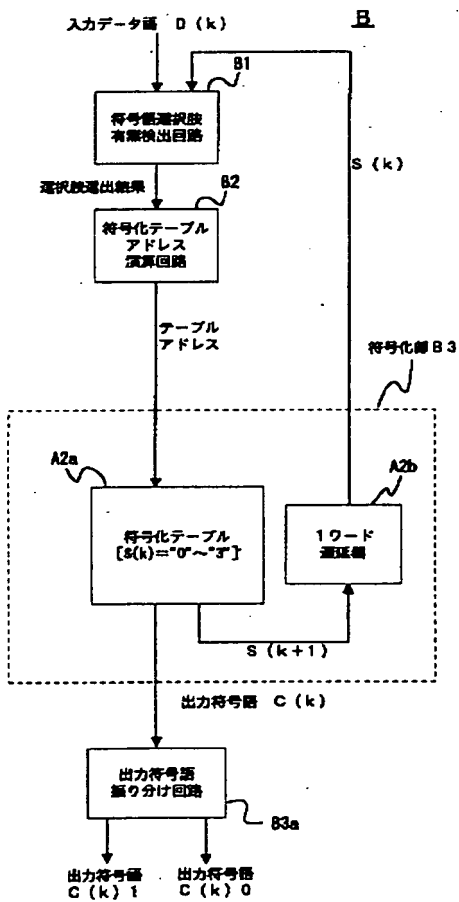 B
入力データ語 D (k)
B1
符号語選択肢
有無検出回路
S (k)
選択肢選出結果
B2
符号化テーブル
アドレス
演算回路
テーブル
アドレス
符号化部B3
A2a
A2b
符号化テーブル
[S(k)="0"~"3"]
1ワード
遅延器
S (k+1)
出力符号語 C (k)
出力符号語
振り分け回路
B3a
出力符号語
C (k) 1
出力符号語
C (k) 0